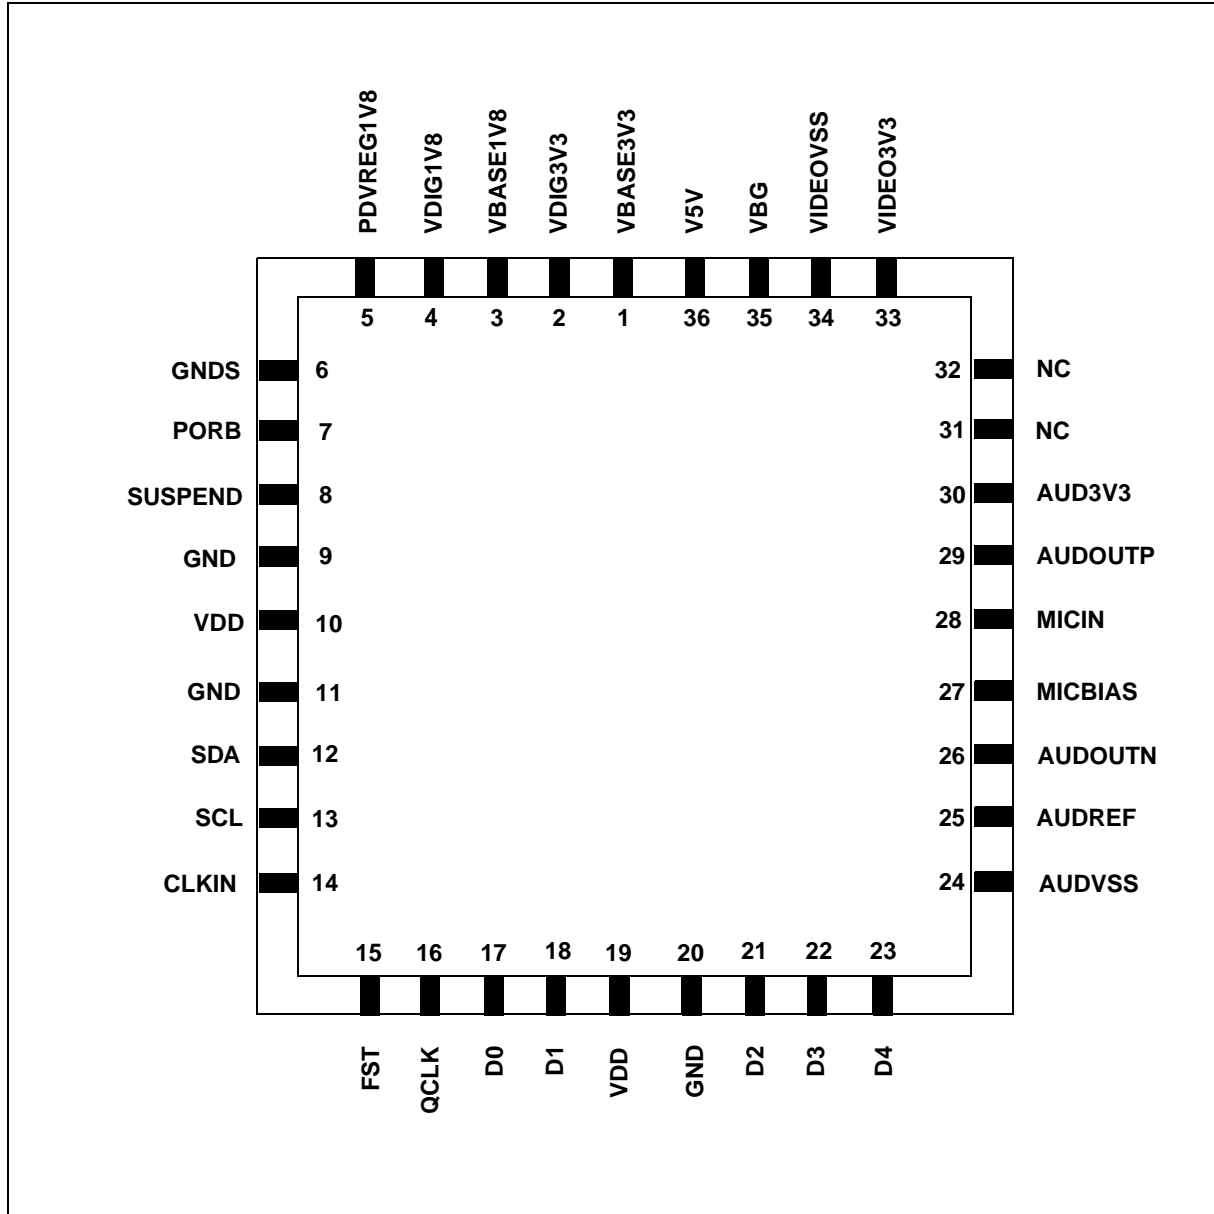 PDVREG1V8
VDIG1V8
VBASE1V8
VDIG3V3
VBASE3V3
V5V
VBG
VIDEOVSS
VIDEO3V3
5 4 3 2 1 36 35 34 33
GNDS 6
32 NC
PORB 7
31 NC
SUSPEND 8
30 AUD3V3
GND 9
29 AUDOUTP
VDD 10
28 MICIN
GND 11
27 MICBIAS
SDA 12
26 AUDOUTN
SCL 13
25 AUDREF
CLKIN 14
24 AUDVSS
15 16 17 18 19 20 21 22 23
FST
QCLK
D0
D1
VDD
GND
D2
D3
D4